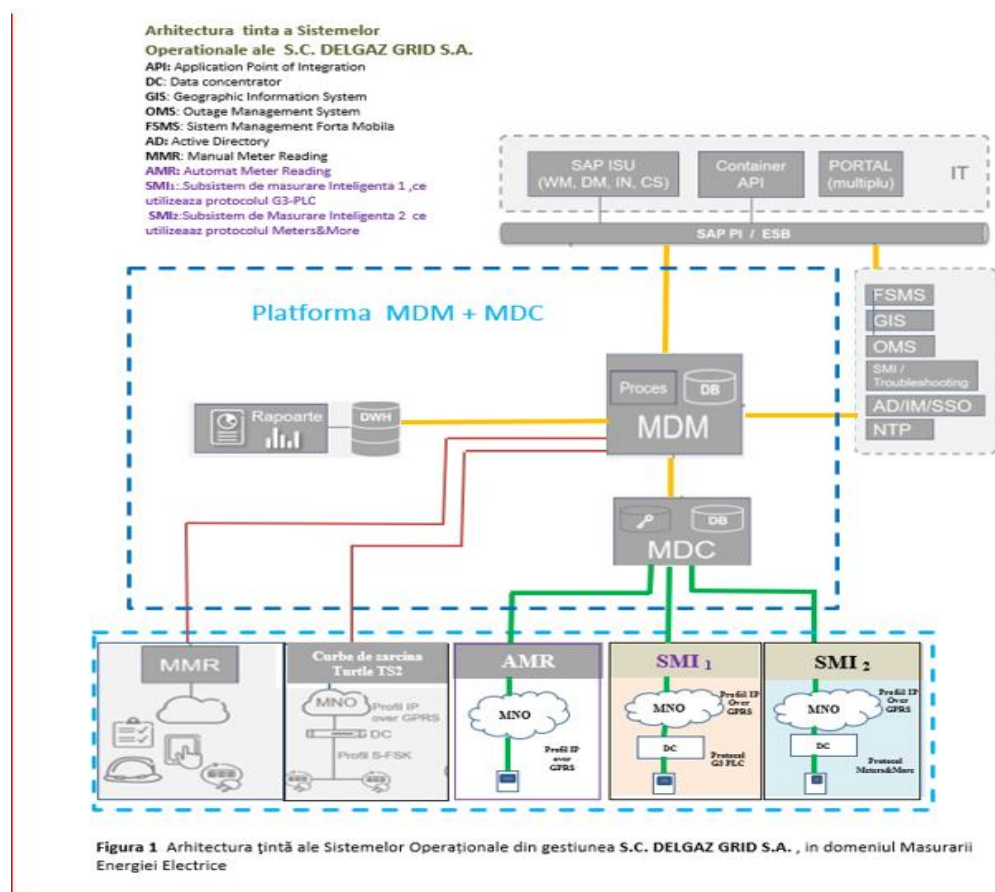 Arhitectura tinta a Sistemelor
Operationale ale S.C. DELGAZ GRID S.A.
API: Application Point of Integration
DC: Data concentrator
GIS: Geographic Information System
OMS: Outage Management System
FSMS: Sistem Management Forta Mobila
AD: Active Directory
MMR: Manual Meter Reading
AMR: Automat Meter Reading
SMI₁:.Subsistem de masurare Inteligenta 1 ,ce
utilizeaza protocolul G3-PLC
SMI₂:Subsistem de Masurare Inteligenta 2 ce
utilizeaaz protocolul Meters&More
SAP ISU
(WM, DM, IN, CS)
Container
API
PORTAL
(multiplu)
IT
SAP PI / ESB
Platforma MDM + MDC
FSMS
GIS
OMS
SMI /
Troubleshooting
AD/IM/SSO
NTP
Proces
DB
MDM
Rapoarte
DWH
DB
MDC
MMR
Curbe de sarcina
Turtle TS2
MNO
Profil IP
over GPRS
DC
Profil S-FSK
AMR
MNO
Profil IP
over
GPRS
SMI ₁
MNO
Profiil IP
Over
GPRS
DC
Protocol
G3 PLC
SMI ₂
MNO
Profiil IP
Over
GPRS
DC
Protocol
Meters&More
Figura 1 Arhitectura ţintă ale Sistemelor Operaționale din gestiunea S.C. DELGAZ GRID S.A. , in domeniul Masurarii
Energiei Electrice